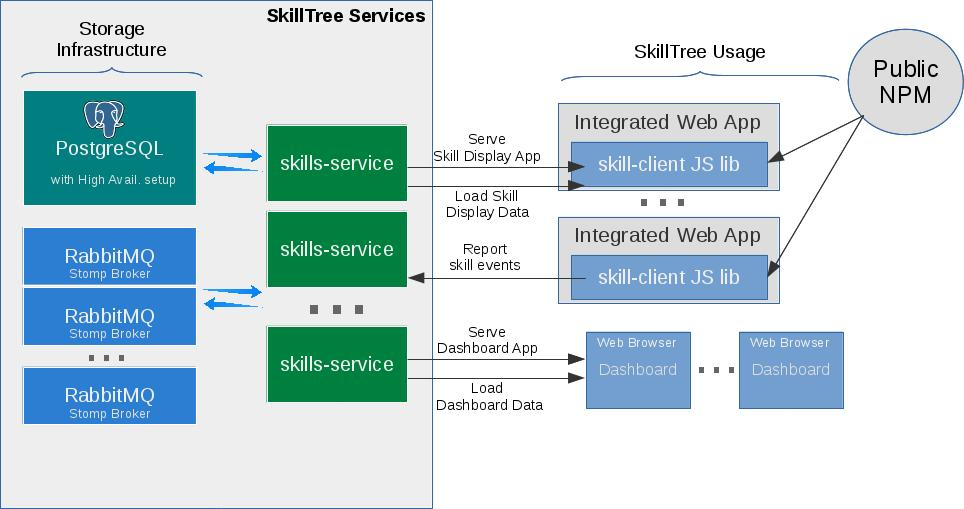 SkillTree Services
Storage
Infrastructure
PostgreSQL
with High Avail. setup
RabbitMQ
Stomp Broker
RabbitMQ
Stomp Broker
RabbitMQ
Stomp Broker
skills-service
skills-service
skills-service
Serve
Skill Display App
Load Skill
Display Data
Report
skill events
Serve
Dashboard App
Load
Dashboard Data
SkillTree Usage
Integrated Web App
skill-client JS lib
Integrated Web App
skill-client JS lib
Web Browser
Dashboard
Web Browser
Dashboard
Public
NPM